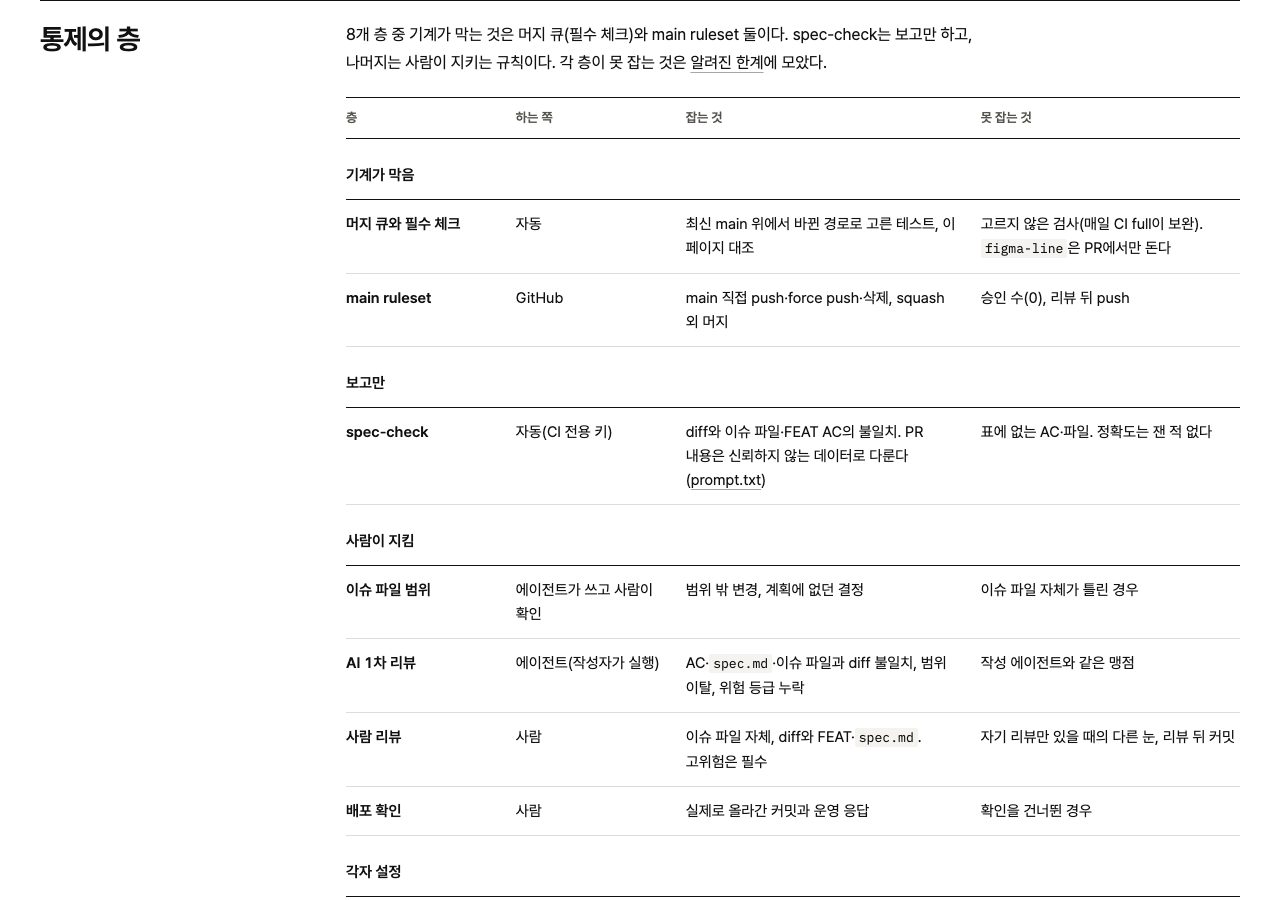 통제의 층
8개 층 중 기계가 막는 것은 머지 큐(필수 체크)와 main ruleset 둘이다. spec-check는 보고만 하고,
나머지는 사람이 지키는 규칙이다. 각 층이 못 잡는 것은 알려진 한계에 모았다.
층 하는 쪽 잡는 것 못 잡는 것
기계가 막음
머지 큐와 필수 체크 자동 최신 main 위에서 바뀐 경로로 고른 테스트, 이 고르지 않은 검사(매일 CI full이 보완).
페이지 대조 figma-line 은 PR에서만 돈다
main ruleset GitHub main 직접 push·force push·삭제, squash 승인 수(0), 리뷰 뒤 push
외 머지
보고만
spec-check 자동(CI 전용 키) diff와 이슈 파일·FEAT AC의 불일치. PR 표에 없는 AC·파일. 정확도는 잰 적 없다
내용은 신뢰하지 않는 데이터로 다룬다
(prompt.txt)
사람이 지킴
이슈 파일 범위 에이전트가 쓰고 사람이 범위 밖 변경, 계획에 없던 결정 이슈 파일 자체가 틀린 경우
확인
AI 1차 리뷰 에이전트(작성자가 실행) AC· spec.md ·이슈 파일과 diff 불일치, 범위 작성 에이전트와 같은 맹점
이탈, 위험 등급 누락
사람 리뷰 사람 이슈 파일 자체, diff와 FEAT· spec.md . 자기 리뷰만 있을 때의 다른 눈, 리뷰 뒤 커밋
고위험은 필수
배포 확인 사람 실제로 올라간 커밋과 운영 응답 확인을 건너뛴 경우
각자 설정